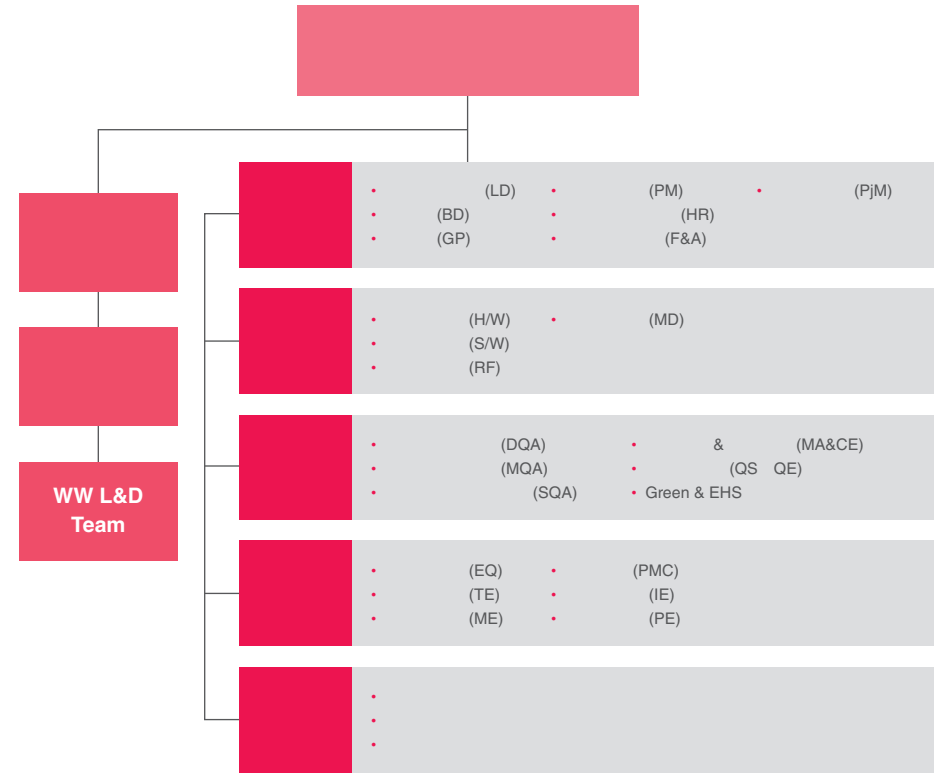 • (LD) • (PM) • (PjM)
• (BD) • (HR)
• (GP) • (F&A)
• (H/W) • (MD)
• (S/W)
• (RF)
• (DQA) • & (MA&CE)
• (MQA) • (QS QE)
• (SQA) • Green & EHS
WW L&D
Team
• (EQ) • (PMC)
• (TE) • (IE)
• (ME) • (PE)
•
•
•